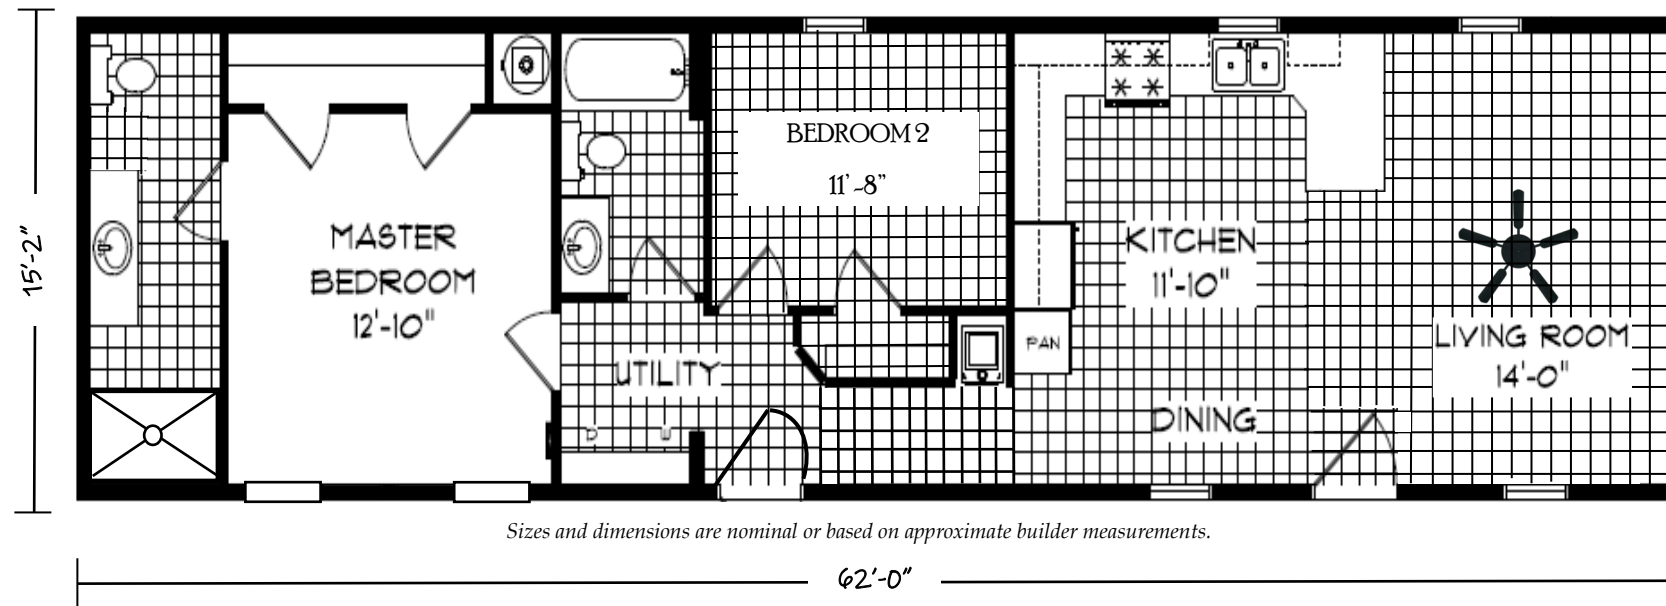 15'-2"
MASTER
BEDROOM
12'-10"
UTILITY
D W
BEDROOM 2
11'-8"
KITCHEN
11'-10"
PAN
DINING
LIVING ROOM
14'-0"
Sizes and dimensions are nominal or based on approximate builder measurements.
62'-0"